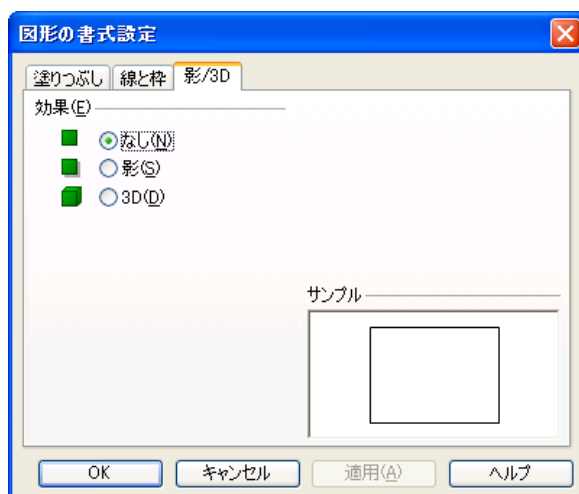 図形の書式設定
塗りつぶし 線と枠 影/3D
効果(E)
なし(N)
影(S)
3D(D)
サンプル
OK キャンセル 適用(A) ヘルプ